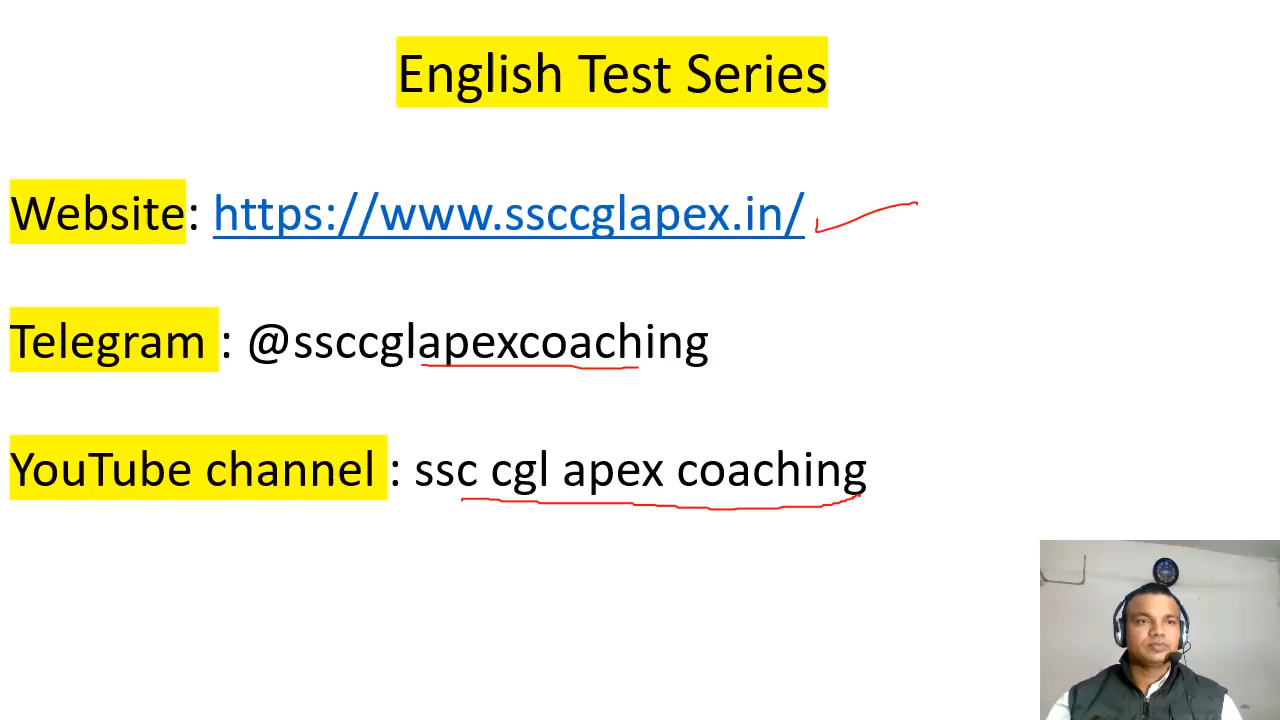 English Test Series
Website: https://www.ssccglapex.in/
Telegram : @ssccglapexcoaching
YouTube channel : ssc cgl apex coaching